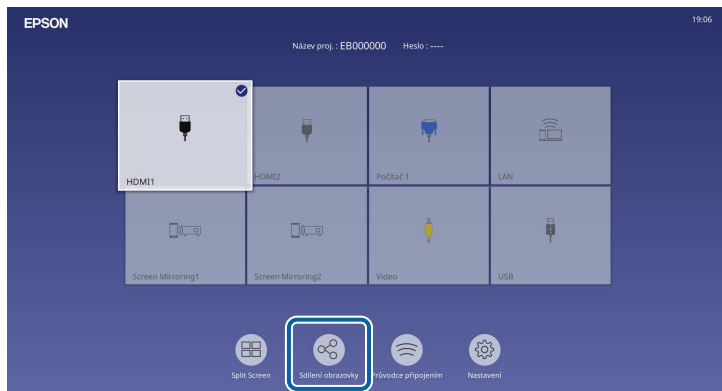 EPSON
19:06
Název proj. : EB000000 Heslo : ----
HDMI1
HDMI2
Počítač 1
LAN
Screen Mirroring1
Screen Mirroring2
Video
USB
Split Screen
Sdílení obrazovky
Průvodce připojením
Nastavení